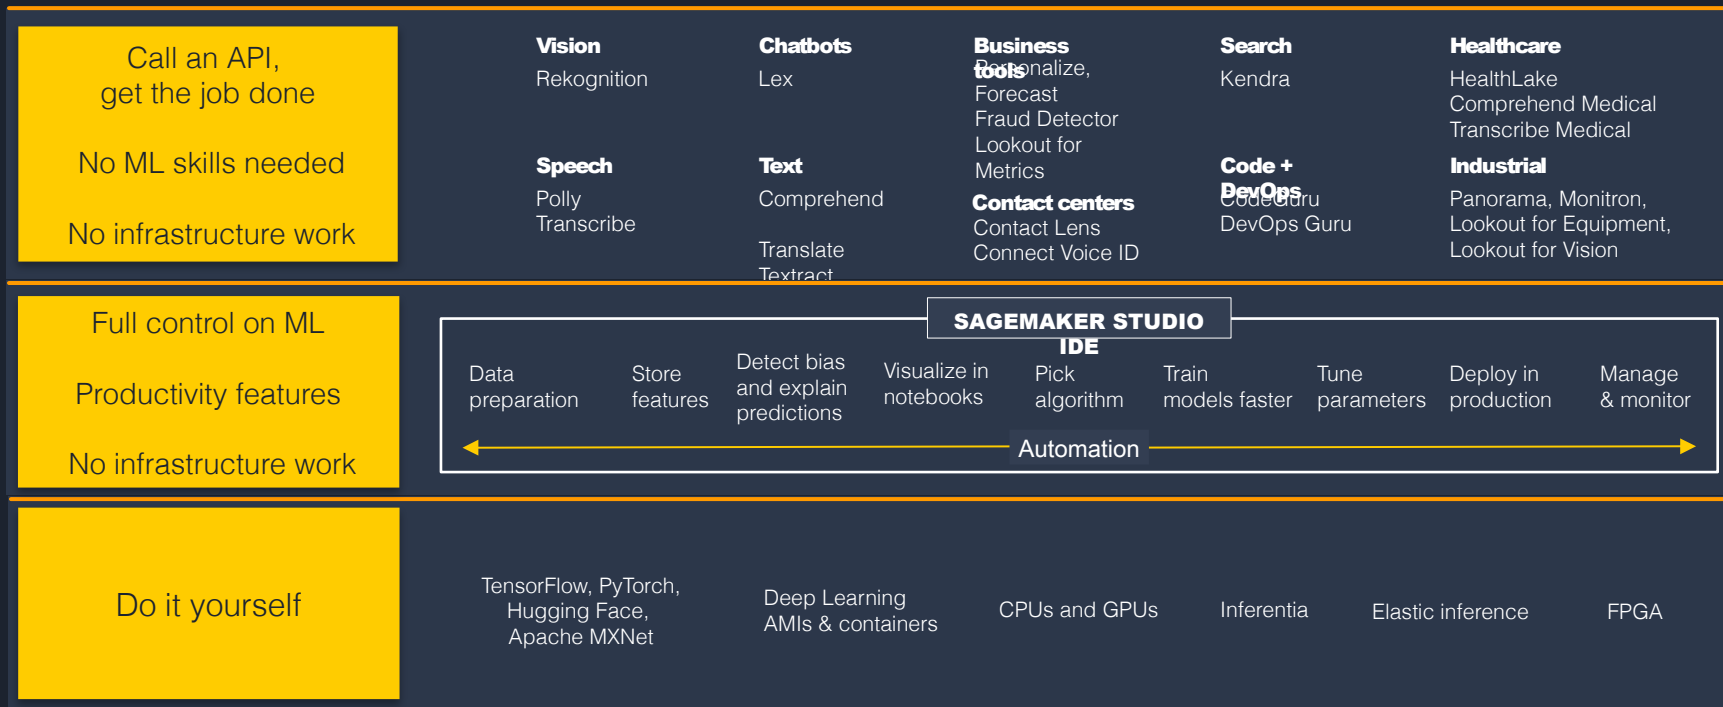 Call an API,
get the job done
No ML skills needed
No infrastructure work
Vision
Rekognition
Chatbots
Lex
Business
tools
Personalize,
Forecast
Fraud Detector
Lookout for
Metrics
Search
Kendra
Healthcare
HealthLake
Comprehend Medical
Transcribe Medical
Speech
Polly
Transcribe
Text
Comprehend
Translate
Textract
Contact centers
Contact Lens
Connect Voice ID
Code +
DevOps
CodeGuru
DevOps Guru
Industrial
Panorama, Monitron,
Lookout for Equipment,
Lookout for Vision
Full control on ML
Productivity features
No infrastructure work
SAGEMAKER STUDIO
IDE
Data
preparation
Store
features
Detect bias
and explain
predictions
Visualize in
notebooks
Pick
algorithm
Train
models faster
Tune
parameters
Deploy in
production
Manage
& monitor
Automation
Do it yourself
TensorFlow, PyTorch,
Hugging Face,
Apache MXNet
Deep Learning
AMIs & containers
CPUs and GPUs
Inferentia
Elastic inference
FPGA